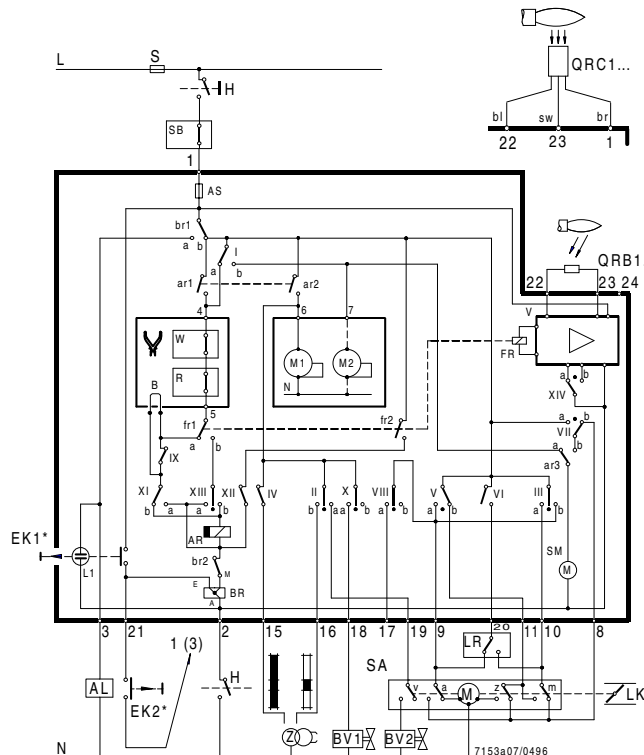 L S
H
QRC1...
SB
bl sw br
22 23 1
1
AS
br1
a b I
a b
ar1 ar2
QRB1
22 23 24
V
4 6 7
W
M1 M2
FR
R
N
B
5
a b
XIV
fr1 fr2
a b
a b
VII
IX
a b
ar3
XI XIII XII IV II X VIII V VI III
b a a b b a a b a b a b
EK1*
AR
L1
br2
M
SM
M
E
BR
A
3 21 2 15 16 18 17 19 9 20 11 10 8
1 (3)
LR
H
SA
AL
v a M z m
LK
EK2*
Z BV1 BV2
N
7153a07/0496